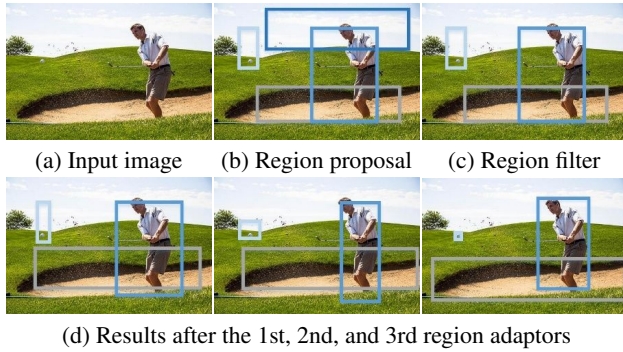 (a) Input image
(b) Region proposal
(c) Region filter
(d) Results after the 1st, 2nd, and 3rd region adaptors